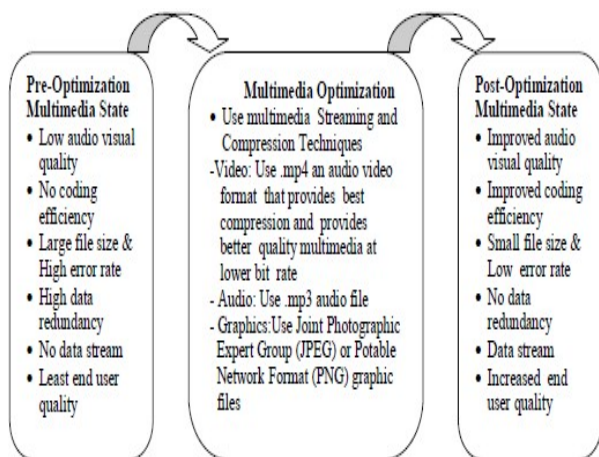 Pre-Optimization
Multimedia State
• Low audio visual
quality
• No coding
efficiency
• Large file size &
High error rate
• High data
redundancy
• No data stream
• Least end user
quality
Multimedia Optimization
• Use multimedia Streaming and
Compression Techniques
-Video: Use .mp4 an audio video
format that provides best
compression and provides
better quality multimedia at
lower bit rate
- Audio: Use .mp3 audio file
- Graphics:Use Joint Photographic
Expert Group (JPEG) or Potable
Network Format (PNG) graphic
files
Post-Optimization
Multimedia State
• Improved audio
visual quality
• Improved coding
efficiency
• Small file size &
Low error rate
• No data
redundancy
• Data stream
• Increased end
user quality